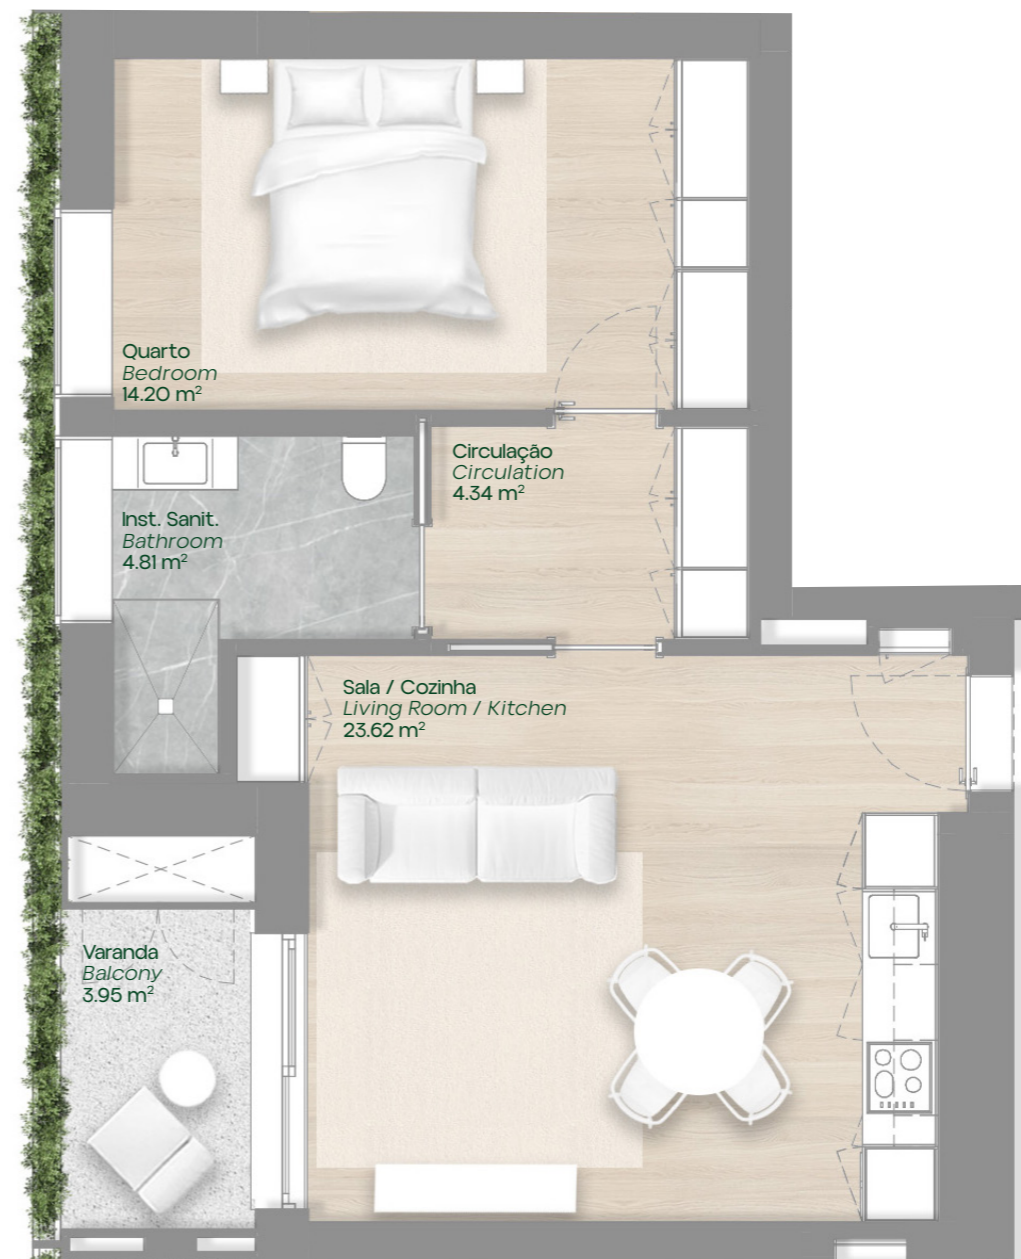 Quarto
Bedroom
14.20 m²
Circulação
Circulation
4.34 m²
Inst. Sanit.
Bathroom
4.81 m²
Sala / Cozinha
Living Room / Kitchen
23.62 m²
Varanda
Balcony
3.95 m²